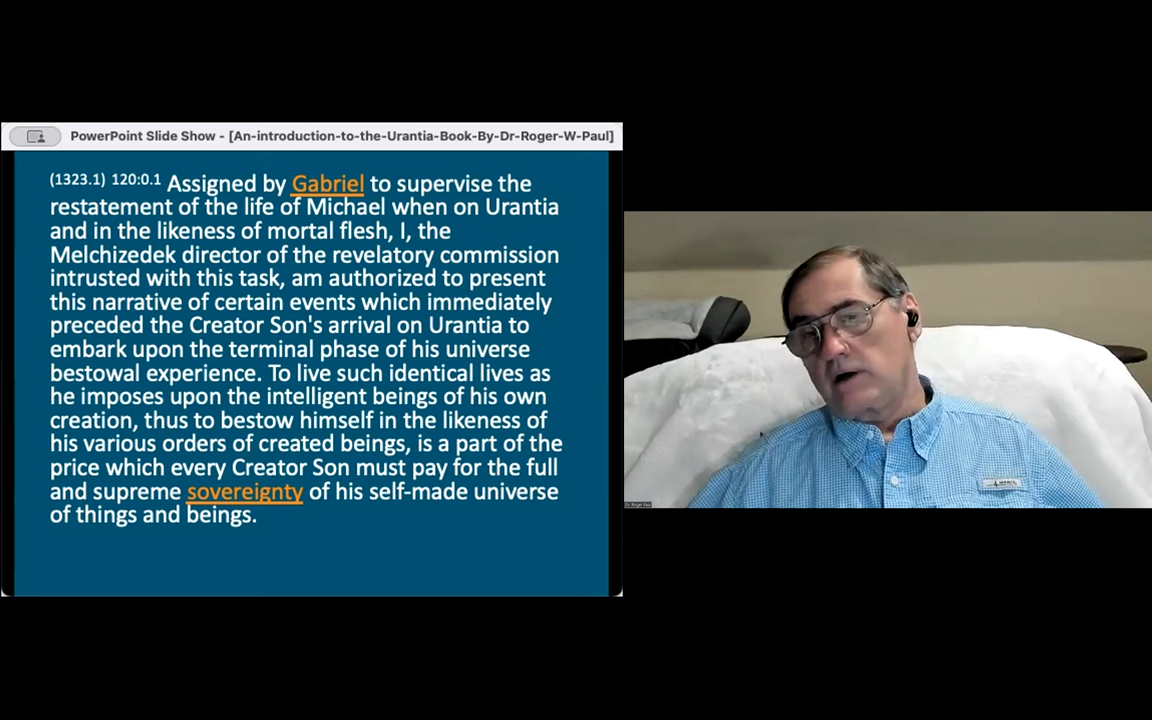 PowerPoint Slide Show - [An-introduction-to-the-Urantia-Book-By-Dr-Roger-W-Paul]
(1323.1) 120:0.1 Assigned by Gabriel to supervise the
restatement of the life of Michael when on Urantia
and in the likeness of mortal flesh, I, the
Melchizedek director of the revelatory commission
intrusted with this task, am authorized to present
this narrative of certain events which immediately
preceded the Creator Son's arrival on Urantia to
embark upon the terminal phase of his universe
bestowal experience. To live such identical lives as
he imposes upon the intelligent beings of his own
creation, thus to bestow himself in the likeness of
his various orders of created beings, is a part of the
price which every Creator Son must pay for the full
and supreme sovereignty of his self-made universe
of things and beings.